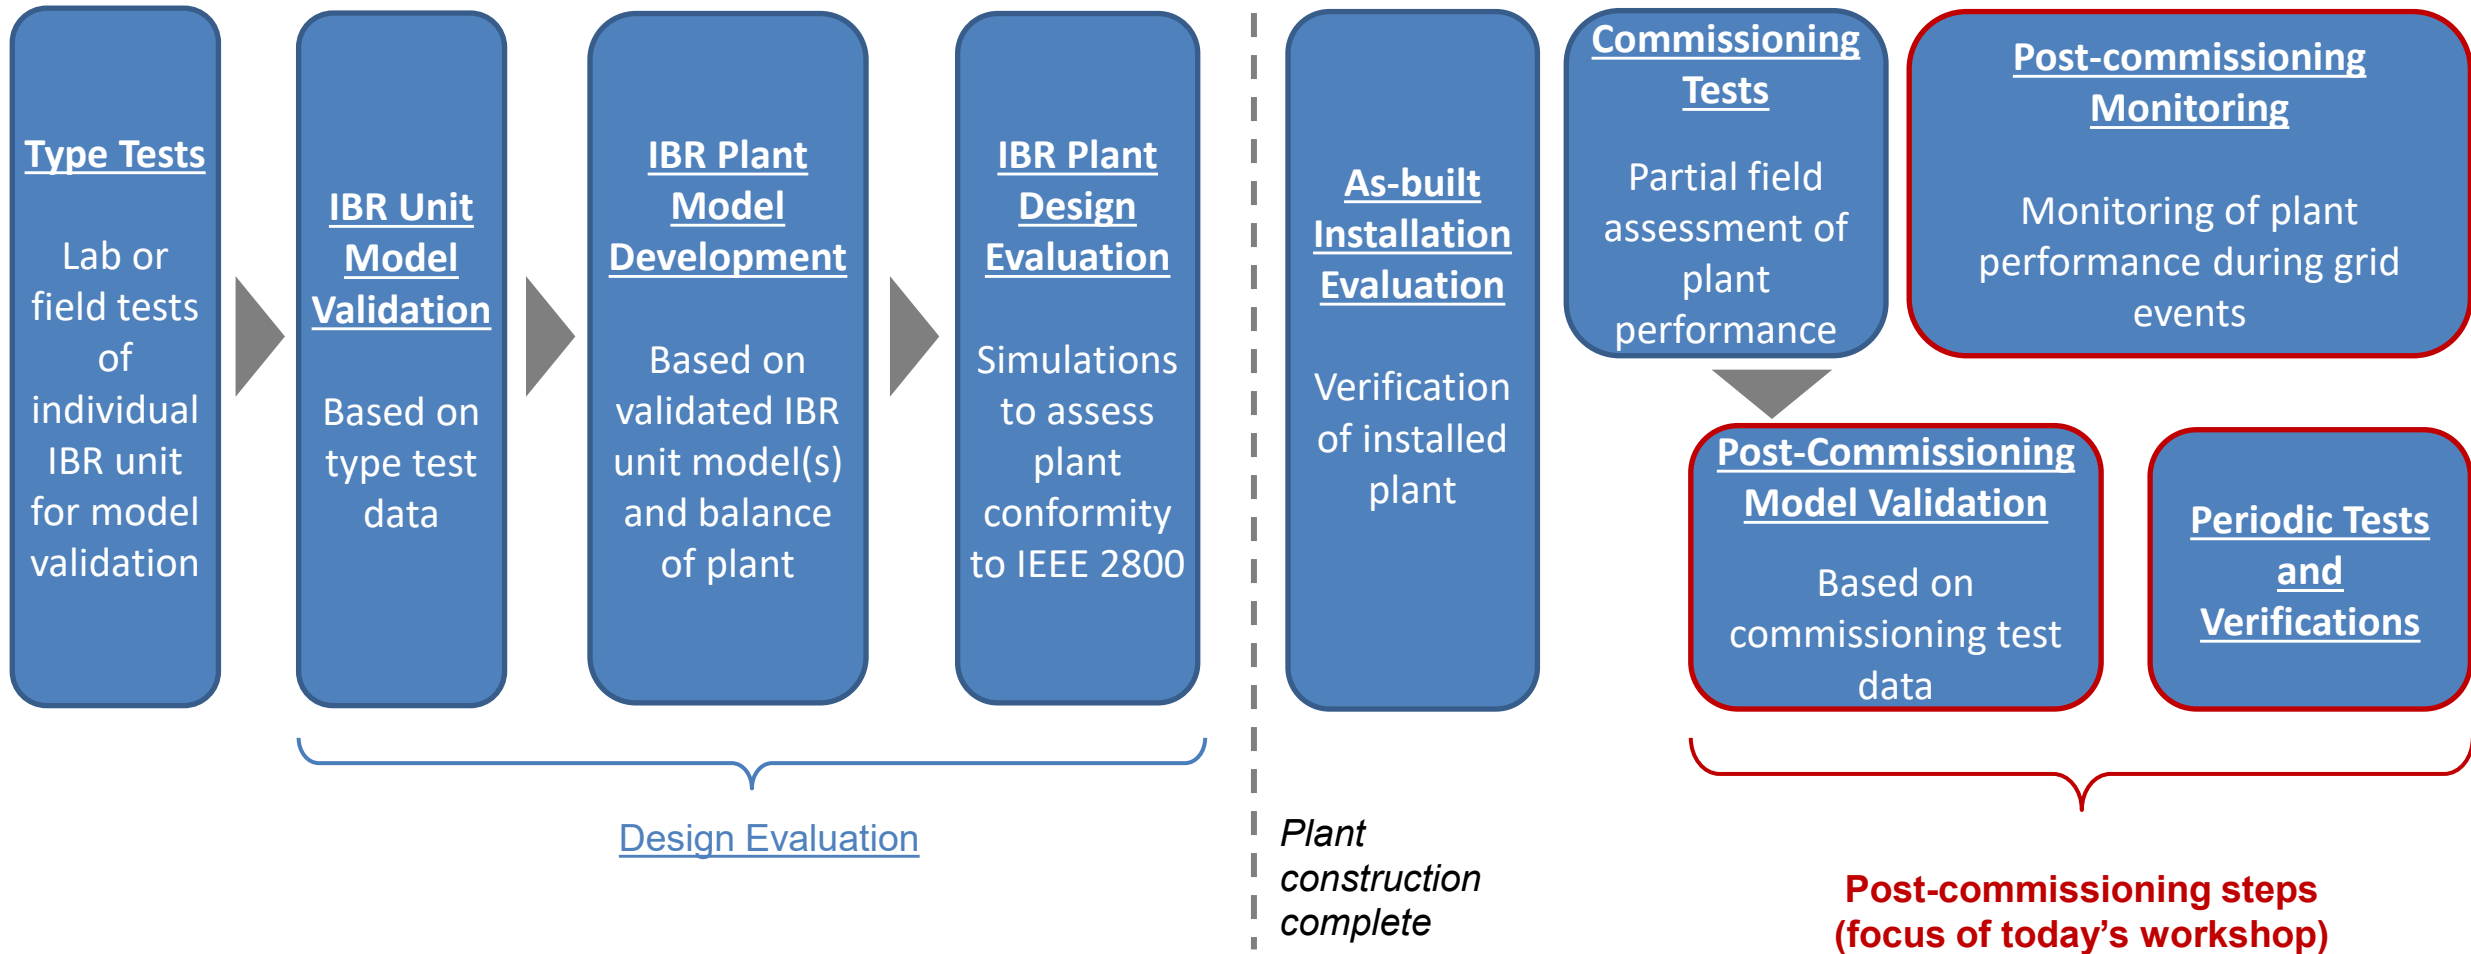 Type Tests
Lab or
field tests
of
individual
IBR unit
for model
validation
IBR Unit
Model
Validation
Based on
type test
data
IBR Plant
Model
Development
Based on
validated IBR
unit model(s)
and balance
of plant
IBR Plant
Design
Evaluation
Simulations
to assess
plant
conformity
to IEEE 2800
Design Evaluation
Plant
construction
complete
As-built
Installation
Evaluation
Verification
of installed
plant
Commissioning
Tests
Partial field
assessment of
plant
performance
Post-commissioning
Monitoring
Monitoring of plant
performance during grid
events
Post-Commissioning
Model Validation
Based on
commissioning test
data
Periodic Tests
and
Verifications
Post-commissioning steps
(focus of today's workshop)